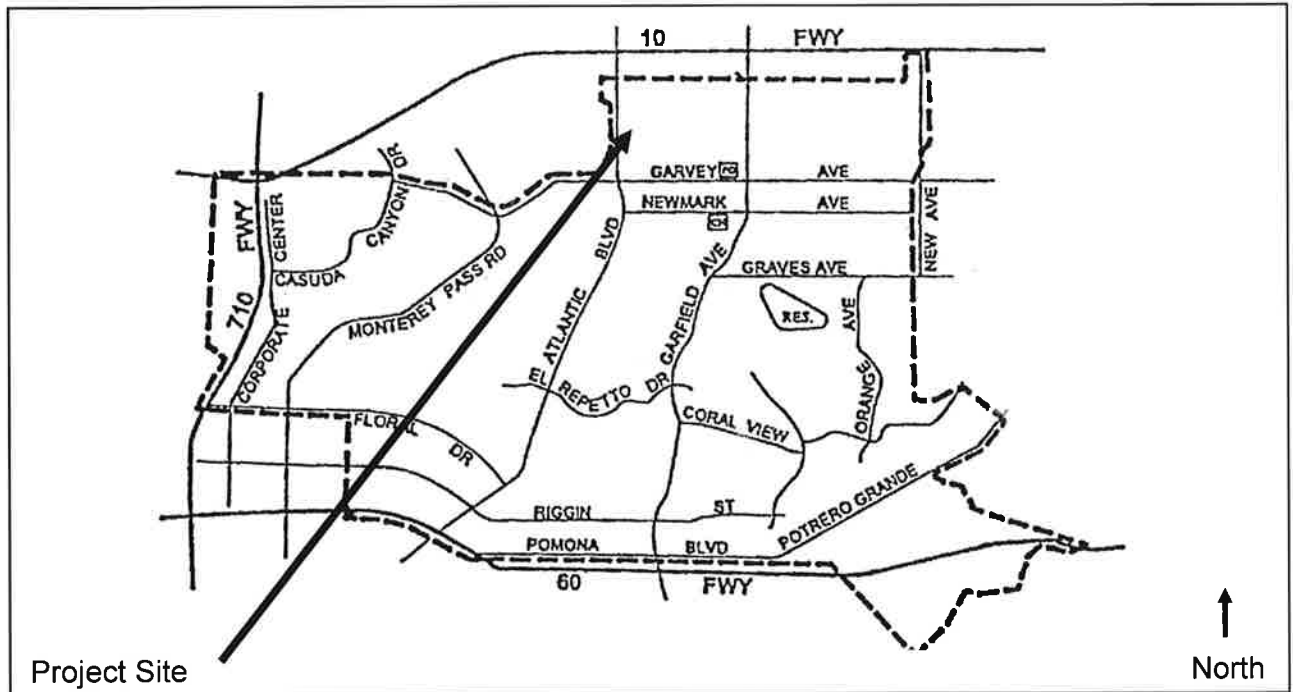 10 FWY
GARVEY AVE
NEWMARK AVE
NEW AVE
GRAVES AVE
RES.
ORANGE AVE
GARFIELD AVE
ATLANTIC BLVD
CASUDA CANYON DR
MONTEREY PASS RD
710 FWY
CORPORATE CENTER
EL REPETTO DR
CORAL VIEW
FLORAL DR
RIGGIN ST
POTRERO GRANDE
POMONA BLVD
60 FWY
Project Site
North